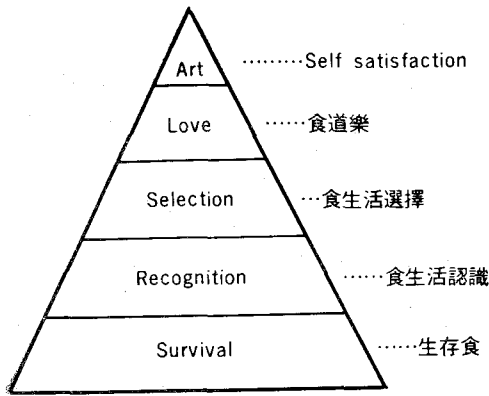 Art ………Self satisfaction
Love ……食道樂
Selection …食生活選擇
Recognition ……食生活認識
Survival ……生存食